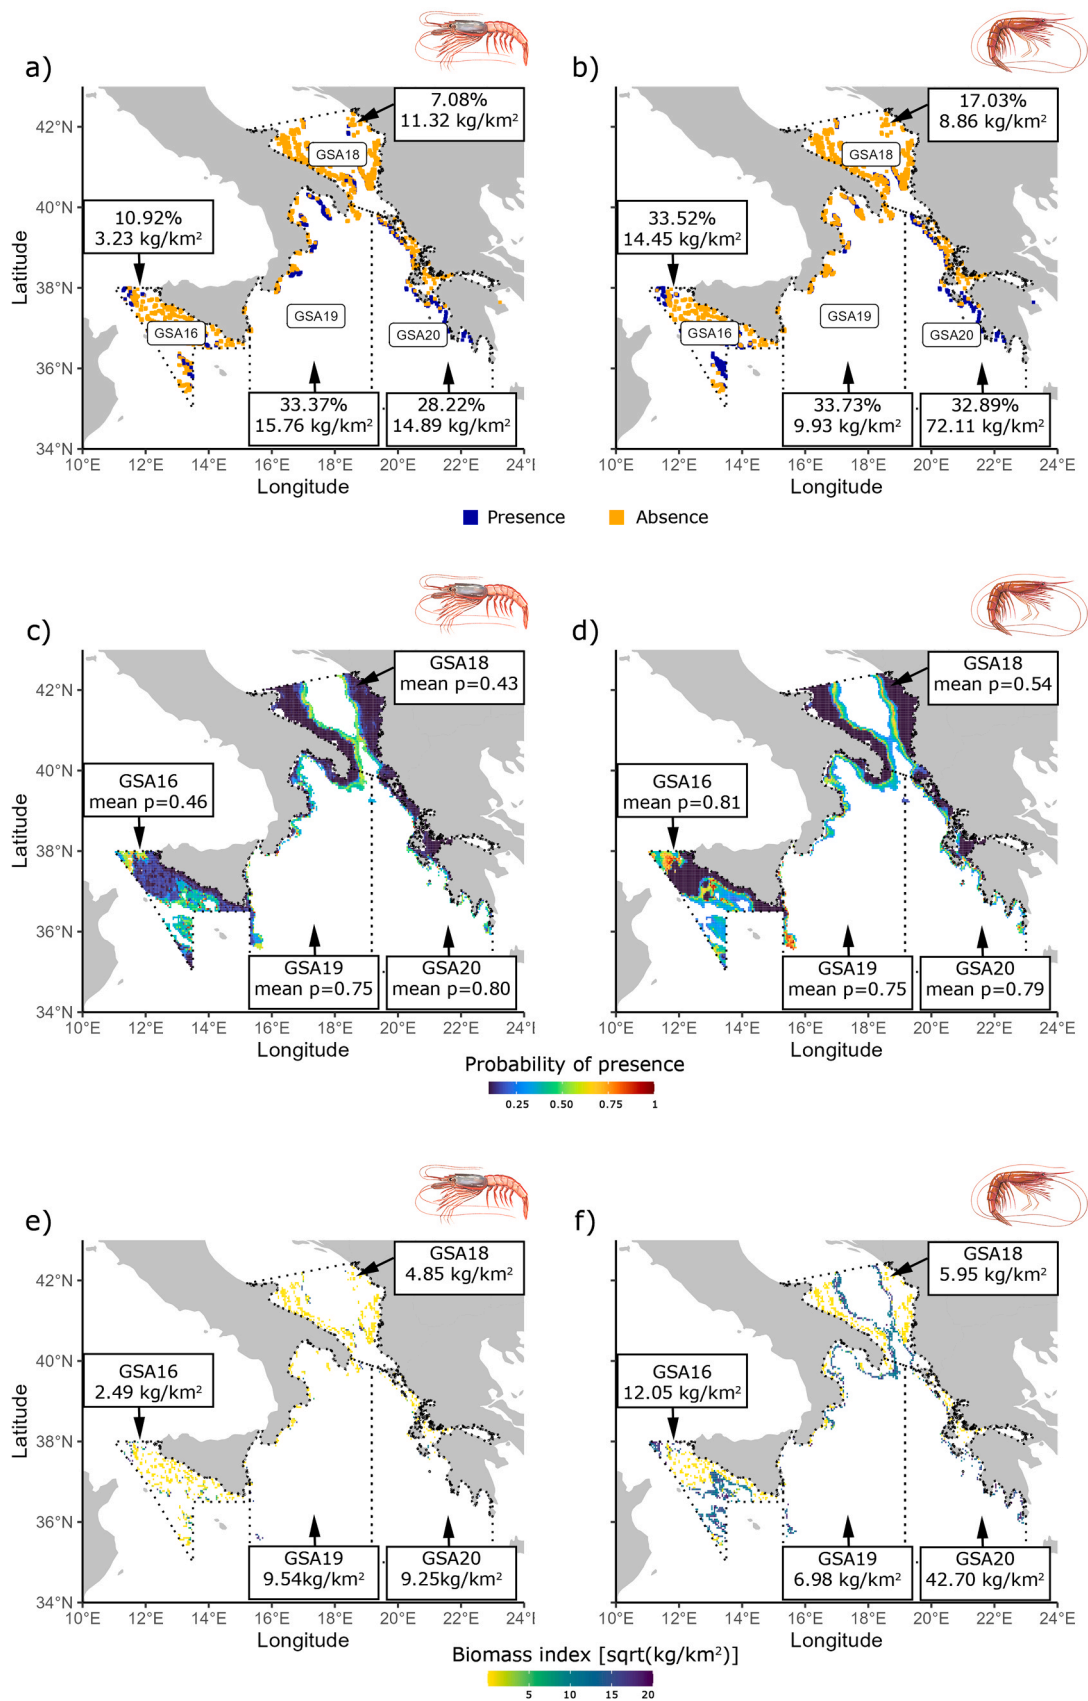 a)
7.08%
11.32 kg/km²
GSA18
10.92%
3.23 kg/km²
GSA16
GSA19
GSA20
33.37%
15.76 kg/km²
28.22%
14.89 kg/km²
42°N
40°N
38°N
36°N
34°N
Latitude
10°E 12°E 14°E 16°E 18°E 20°E 22°E 24°E
Longitude
b)
17.03%
8.86 kg/km²
GSA18
33.52%
14.45 kg/km²
GSA16
GSA19
GSA20
33.73%
9.93 kg/km²
32.89%
72.11 kg/km²
10°E 12°E 14°E 16°E 18°E 20°E 22°E 24°E
Longitude
Presence Absence
c)
GSA18
mean p=0.43
GSA16
mean p=0.46
GSA19
mean p=0.75
GSA20
mean p=0.80
42°N
40°N
38°N
36°N
34°N
Latitude
10°E 12°E 14°E 16°E 18°E 20°E 22°E 24°E
Longitude
d)
GSA18
mean p=0.54
GSA16
mean p=0.81
GSA19
mean p=0.75
GSA20
mean p=0.79
10°E 12°E 14°E 16°E 18°E 20°E 22°E 24°E
Longitude
Probability of presence
0.25 0.50 0.75 1
e)
GSA18
4.85 kg/km²
GSA16
2.49 kg/km²
GSA19
9.54kg/km²
GSA20
9.25kg/km²
42°N
40°N
38°N
36°N
34°N
Latitude
10°E 12°E 14°E 16°E 18°E 20°E 22°E 24°E
Longitude
f)
GSA18
5.95 kg/km²
GSA16
12.05 kg/km²
GSA19
6.98 kg/km²
GSA20
42.70 kg/km²
10°E 12°E 14°E 16°E 18°E 20°E 22°E 24°E
Longitude
Biomass index [sqrt(kg/km²)]
5 10 15 20